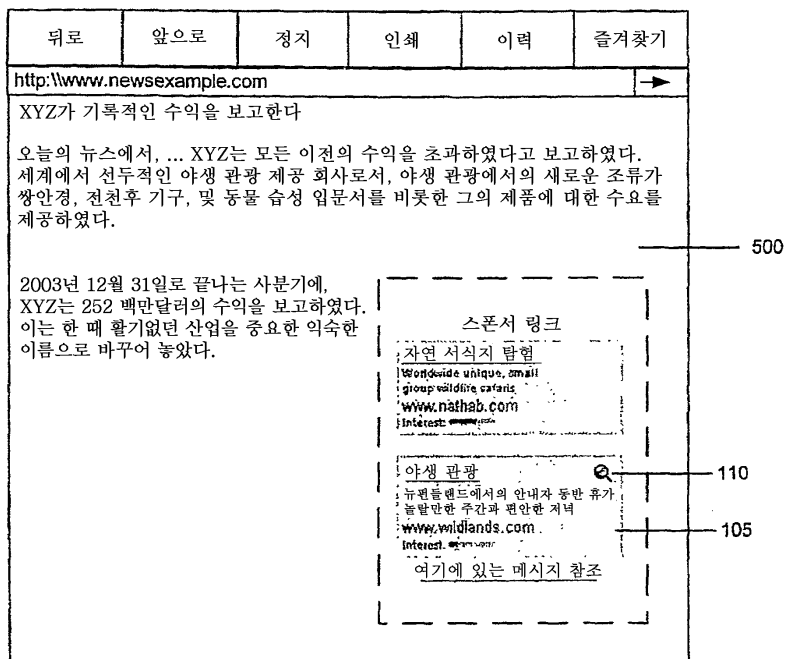 뒤로 앞으로 정지 인쇄 이력 즐겨찾기
http:\\www.newsexample.com
XYZ가 기록적인 수익을 보고한다
오늘의 뉴스에서, ... XYZ는 모든 이전의 수익을 초과하였다고 보고하였다.
세계에서 선두적인 야생 관광 제공 회사로서, 야생 관광에서의 새로운 조류가
쌍안경, 전천후 기구, 및 동물 습성 입문서를 비롯한 그의 제품에 대한 수요를
제공하였다.
500
2003년 12월 31일로 끝나는 사분기에,
XYZ는 252 백만달러의 수익을 보고하였다.
이는 한 때 활기없던 산업을 중요한 익숙한
이름으로 바꾸어 놓았다.
스폰서 링크
자연 서식지 탐험
Worldwide unique, small
group wildlife safaris
www.nathab.com
Interest:
야생 관광
110
뉴펀들랜드에서의 안내자 동반 휴가
놀랄만한 주간과 편안한 저녁
www.wildlands.com
105
Interest:
여기에 있는 메시지 참조